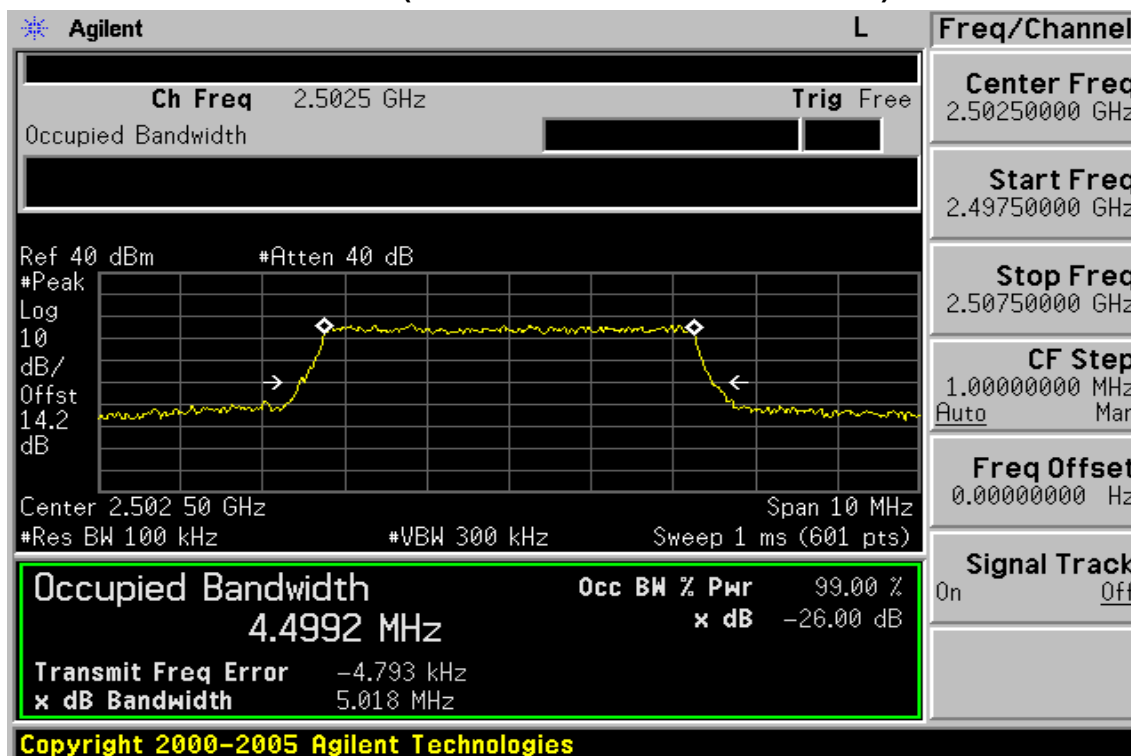 Agilent L
Freq/Channel
Ch Freq 2.5025 GHz Trig Free
Occupied Bandwidth
Center Freq
2.50250000 GHz
Start Freq
2.49750000 GHz
Stop Freq
2.50750000 GHz
CF Step
1.00000000 MHz
Auto Man
Freq Offset
0.00000000 Hz
Signal Track
On Off
Ref 40 dBm #Atten 40 dB
#Peak
Log
10
dB/
Offst
14.2
dB
Center 2.502 50 GHz Span 10 MHz
#Res BW 100 kHz #VBW 300 kHz Sweep 1 ms (601 pts)
Occupied Bandwidth
4.4992 MHz
Occ BW % Pwr 99.00 %
x dB -26.00 dB
Transmit Freq Error -4.793 kHz
x dB Bandwidth 5.018 MHz
Copyright 2000-2005 Agilent Technologies